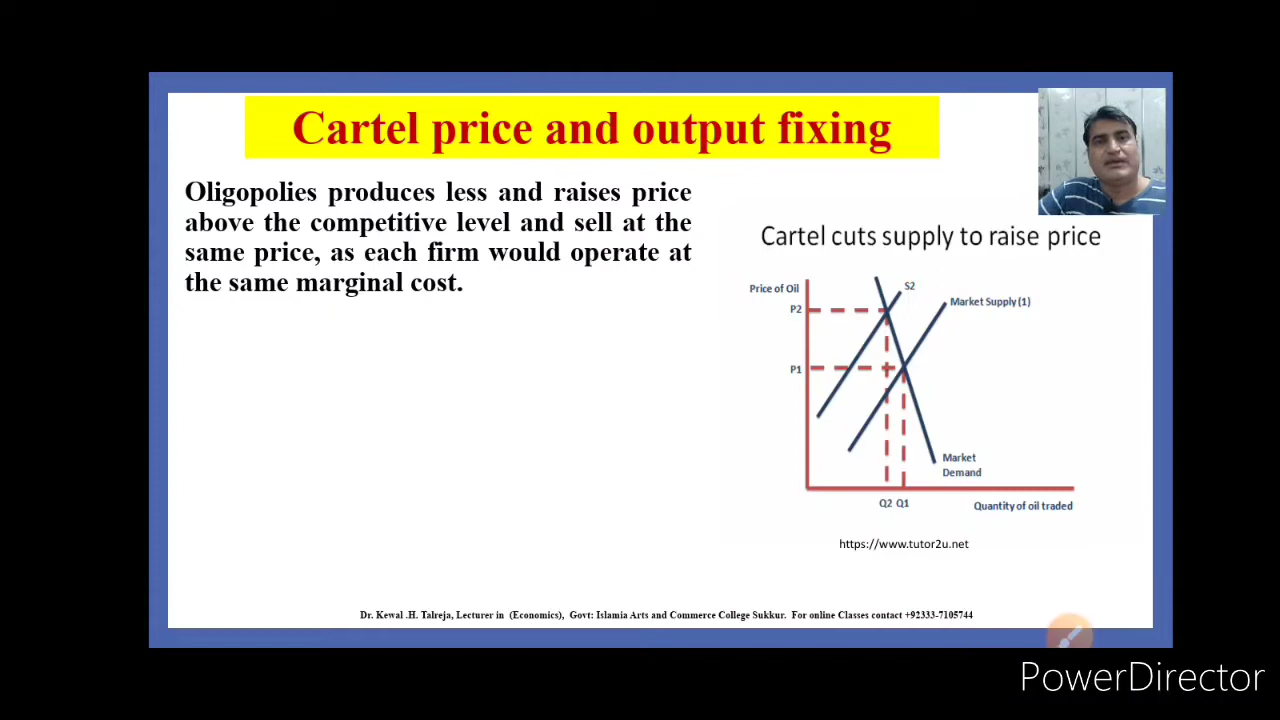 Cartel price and output fixing
Oligopolies produces less and raises price
above the competitive level and sell at the
same price, as each firm would operate at
the same marginal cost.
Cartel cuts supply to raise price
Price of Oil
S2
Market Supply (1)
P2
P1
Market
Demand
Q2 Q1
Quantity of oil traded
https://www.tutor2u.net
Dr. Kewal .H. Talreja, Lecturer in (Economics), Govt: Islamia Arts and Commerce College Sukkur. For online Classes contact +92333-7105744
PowerDirector